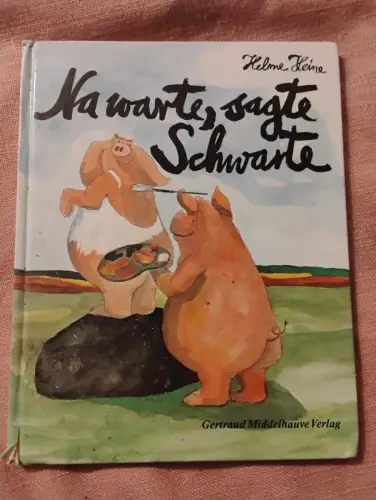 Helme Heine
Na warte, sagte
Schwarte
Gertraud Middelhauve Verlag